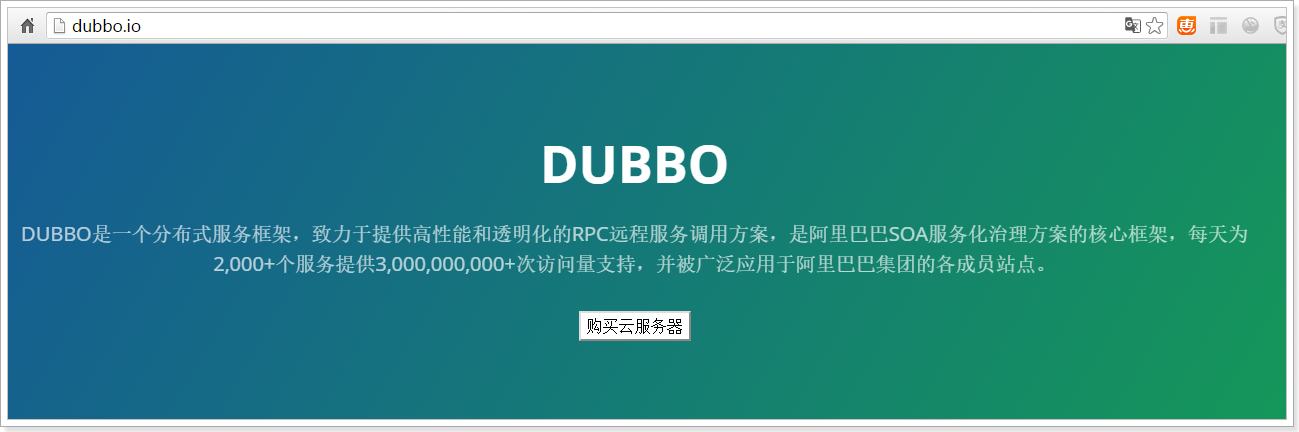 dubbo.io
惠
DUBBO
DUBBO是一个分布式服务框架，致力于提供高性能和透明化的RPC远程服务调用方案，是阿里巴巴SOA服务化治理方案的核心框架，每天为
2,000+个服务提供3,000,000,000+次访问量支持，并被广泛应用于阿里巴巴集团的各成员站点。
购买云服务器